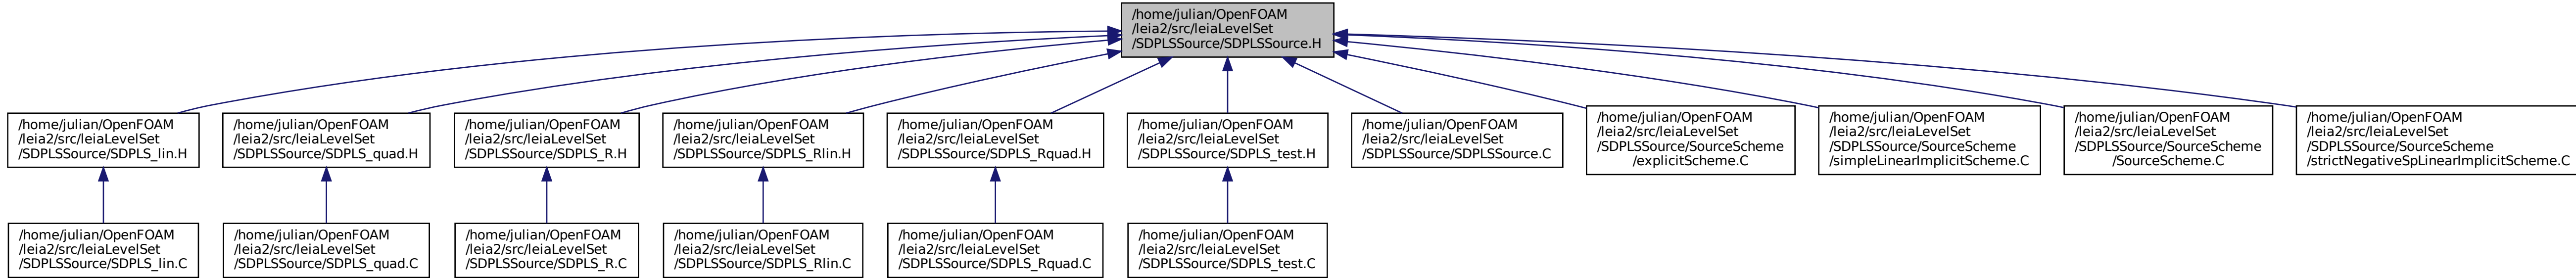 /home/julian/OpenFOAM
/leia2/src/leiaLevelSet
/SDPLSSource/SDPLSSource.H
/home/julian/OpenFOAM
/leia2/src/leiaLevelSet
/SDPLSSource/SDPLS_lin.H
/home/julian/OpenFOAM
/leia2/src/leiaLevelSet
/SDPLSSource/SDPLS_quad.H
/home/julian/OpenFOAM
/leia2/src/leiaLevelSet
/SDPLSSource/SDPLS_R.H
/home/julian/OpenFOAM
/leia2/src/leiaLevelSet
/SDPLSSource/SDPLS_Rlin.H
/home/julian/OpenFOAM
/leia2/src/leiaLevelSet
/SDPLSSource/SDPLS_Rquad.H
/home/julian/OpenFOAM
/leia2/src/leiaLevelSet
/SDPLSSource/SDPLS_test.H
/home/julian/OpenFOAM
/leia2/src/leiaLevelSet
/SDPLSSource/SDPLSSource.C
/home/julian/OpenFOAM
/leia2/src/leiaLevelSet
/SDPLSSource/SourceScheme
/explicitScheme.C
/home/julian/OpenFOAM
/leia2/src/leiaLevelSet
/SDPLSSource/SourceScheme
/simpleLinearImplicitScheme.C
/home/julian/OpenFOAM
/leia2/src/leiaLevelSet
/SDPLSSource/SourceScheme
/SourceScheme.C
/home/julian/OpenFOAM
/leia2/src/leiaLevelSet
/SDPLSSource/SourceScheme
/strictNegativeSpLinearImplicitScheme.C
/home/julian/OpenFOAM
/leia2/src/leiaLevelSet
/SDPLSSource/SDPLS_lin.C
/home/julian/OpenFOAM
/leia2/src/leiaLevelSet
/SDPLSSource/SDPLS_quad.C
/home/julian/OpenFOAM
/leia2/src/leiaLevelSet
/SDPLSSource/SDPLS_R.C
/home/julian/OpenFOAM
/leia2/src/leiaLevelSet
/SDPLSSource/SDPLS_Rlin.C
/home/julian/OpenFOAM
/leia2/src/leiaLevelSet
/SDPLSSource/SDPLS_Rquad.C
/home/julian/OpenFOAM
/leia2/src/leiaLevelSet
/SDPLSSource/SDPLS_test.C